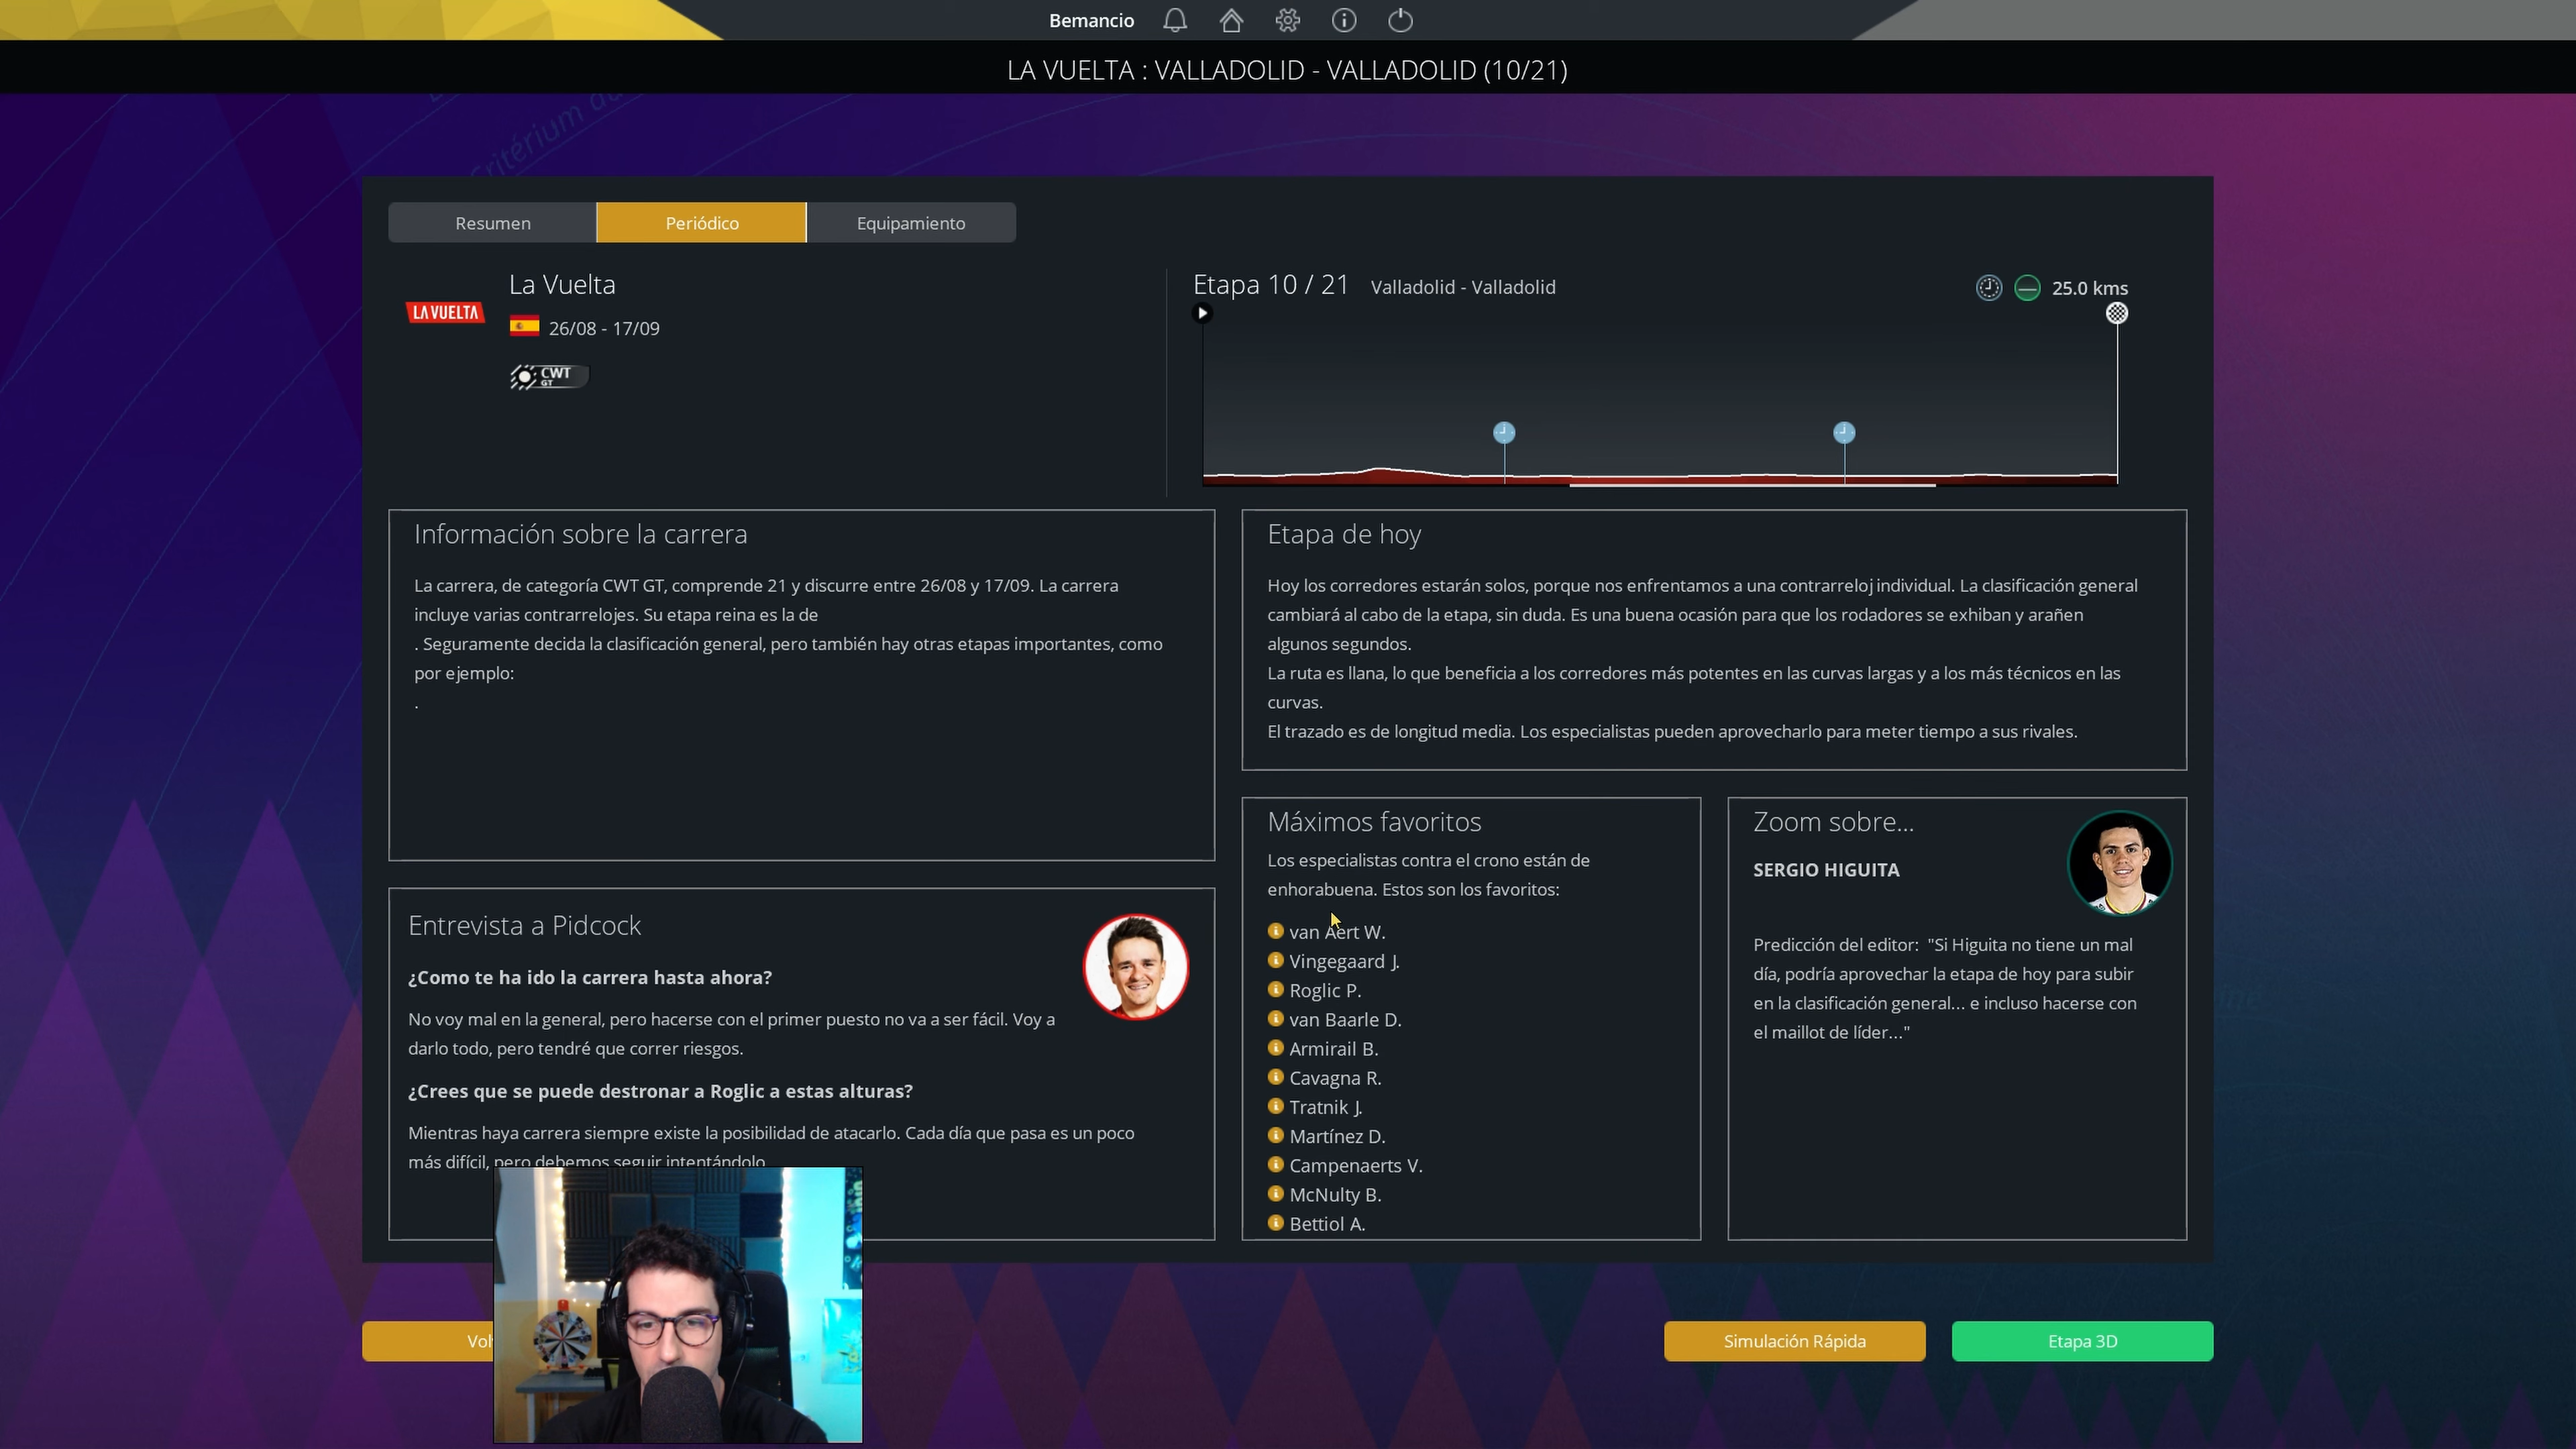 Bemancio
LA VUELTA : VALLADOLID - VALLADOLID (10/21)
Resumen
Periódico
Equipamiento
LA VUELTA
La Vuelta
26/08 - 17/09
CWT
GT
Etapa 10 / 21
Valladolid - Valladolid
25.0 kms
Información sobre la carrera
La carrera, de categoría CWT GT, comprende 21 y discurre entre 26/08 y 17/09. La carrera
incluye varias contrarrelojes. Su etapa reina es la de
. Seguramente decida la clasificación general, pero también hay otras etapas importantes, como
por ejemplo:
.
Etapa de hoy
Hoy los corredores estarán solos, porque nos enfrentamos a una contrarreloj individual. La clasificación general
cambiará al cabo de la etapa, sin duda. Es una buena ocasión para que los rodadores se exhiban y arañen
algunos segundos.
La ruta es llana, lo que beneficia a los corredores más potentes en las curvas largas y a los más técnicos en las
curvas.
El trazado es de longitud media. Los especialistas pueden aprovecharlo para meter tiempo a sus rivales.
Entrevista a Pidcock
¿Como te ha ido la carrera hasta ahora?
No voy mal en la general, pero hacerse con el primer puesto no va a ser fácil. Voy a
darlo todo, pero tendré que correr riesgos.
¿Crees que se puede destronar a Roglic a estas alturas?
Mientras haya carrera siempre existe la posibilidad de atacarlo. Cada día que pasa es un poco
más difícil, pero debemos seguir intentándolo
Máximos favoritos
Los especialistas contra el crono están de
enhorabuena. Estos son los favoritos:
van Aert W.
Vingegaard J.
Roglic P.
van Baarle D.
Armirail B.
Cavagna R.
Tratnik J.
Martínez D.
Campenaerts V.
McNulty B.
Bettiol A.
Zoom sobre...
SERGIO HIGUITA
Predicción del editor: "Si Higuita no tiene un mal
día, podría aprovechar la etapa de hoy para subir
en la clasificación general... e incluso hacerse con
el maillot de líder..."
Simulación Rápida
Etapa 3D